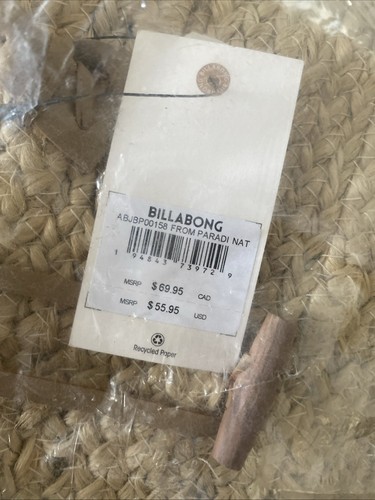 BILLABONG
ABJBP00158 FROM PARADI NAT
1 94843 73972 9
MSRP $69.95 CAD
MSRP $55.95 USD
Recycled Paper